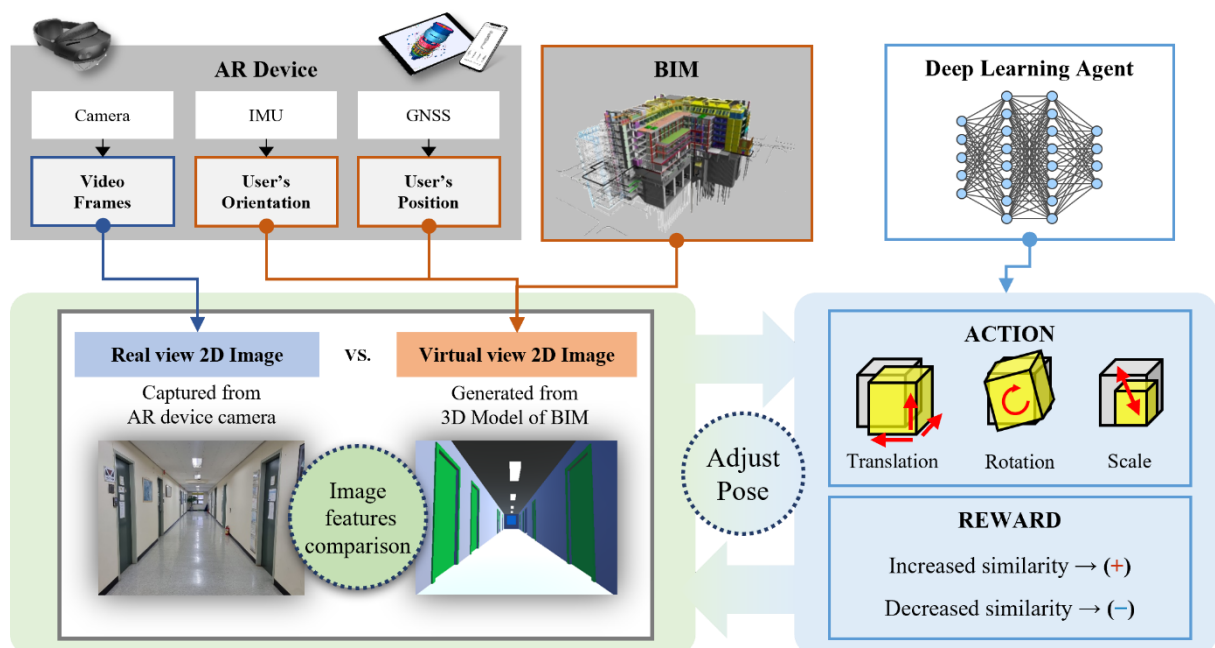 AR Device
BIM
Deep Learning Agent
Camera
IMU
GNSS
Video
Frames
User's
Orientation
User's
Position
Real view 2D Image
VS.
Virtual view 2D Image
Captured from
AR device camera
Generated from
3D Model of BIM
Image
features
comparison
Adjust
Pose
ACTION
Translation
Rotation
Scale
REWARD
Increased similarity → (+)
Decreased similarity → (−)